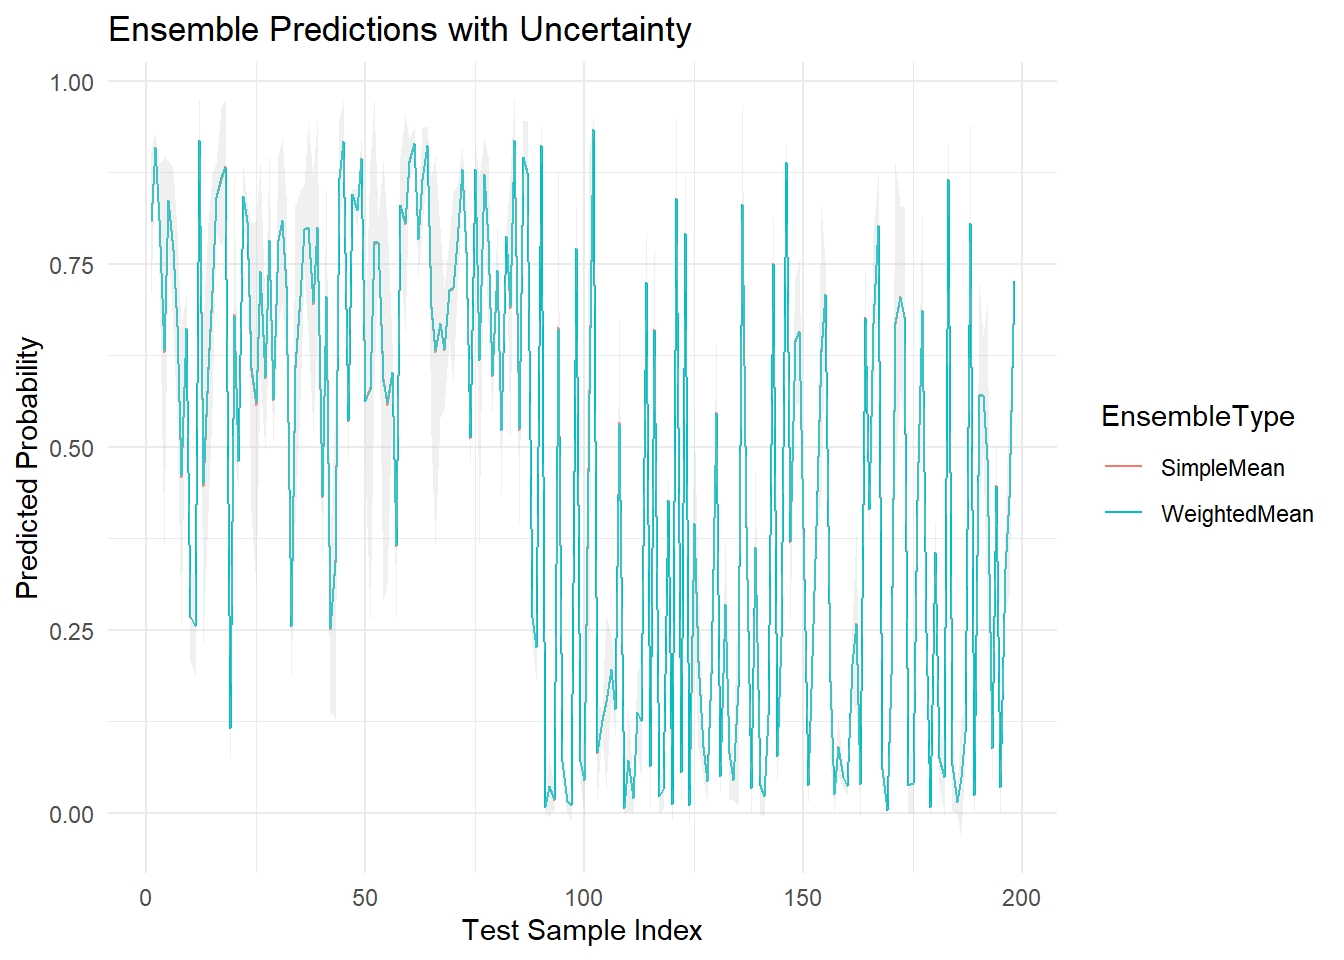 Ensemble Predictions with Uncertainty
1.00
0.75
0.50
0.25
0.00
Predicted Probability
0
50
100
150
200
Test Sample Index
EnsembleType
SimpleMean
WeightedMean